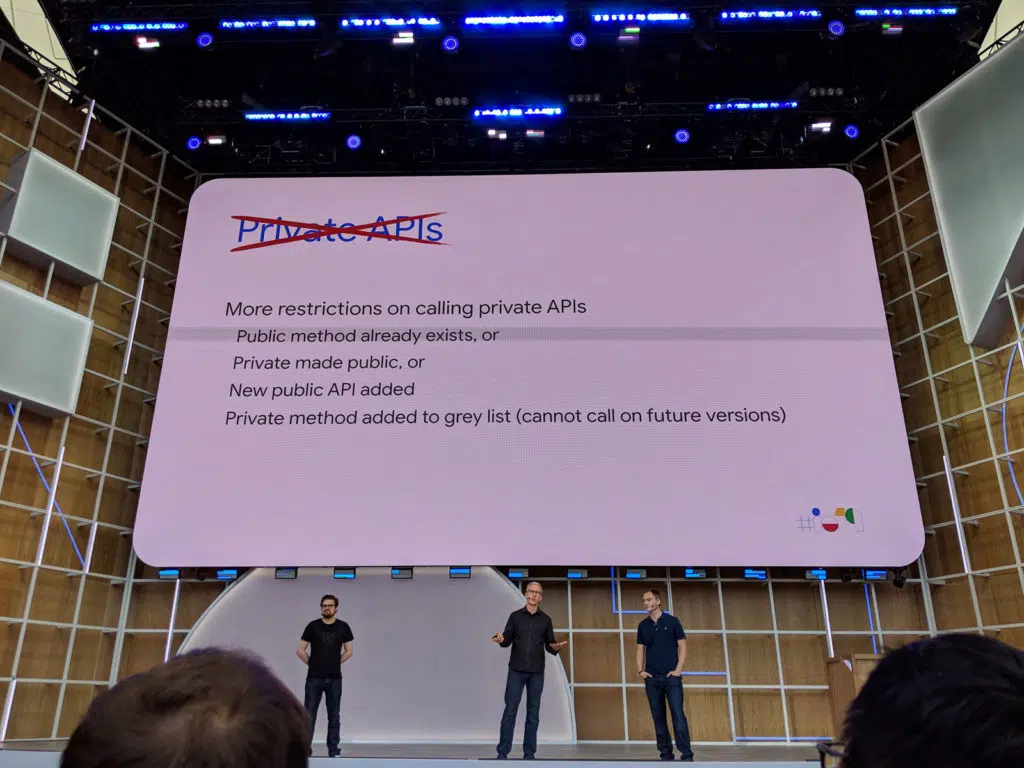 Private APIs
More restrictions on calling private APIs
Public method already exists, or
Private made public, or
New public API added
Private method added to grey list (cannot call on future versions)